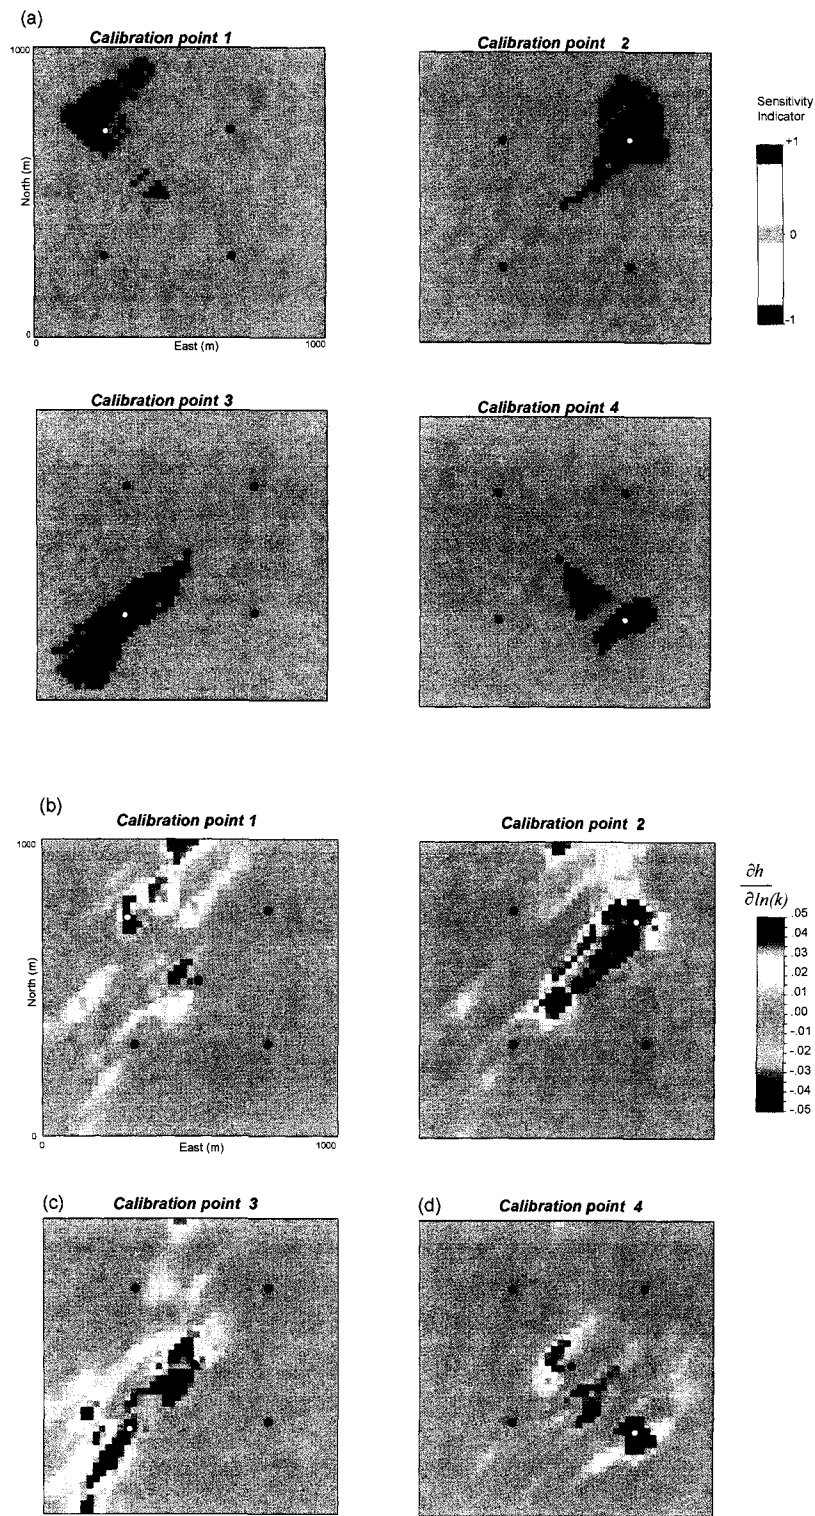 (a)
Calibration point 1
Calibration point 2
Sensitivity
Indicator
+1
0
-1
1000
North (m)
0
0
East (m)
1000
Calibration point 3
Calibration point 4
(b)
Calibration point 1
Calibration point 2
∂h
∂ln(k)
.05
.04
.03
.02
.01
.00
-.01
-.02
-.03
-.04
-.05
1000
North (m)
0
0
East (m)
1000
(c)
Calibration point 3
(d)
Calibration point 4